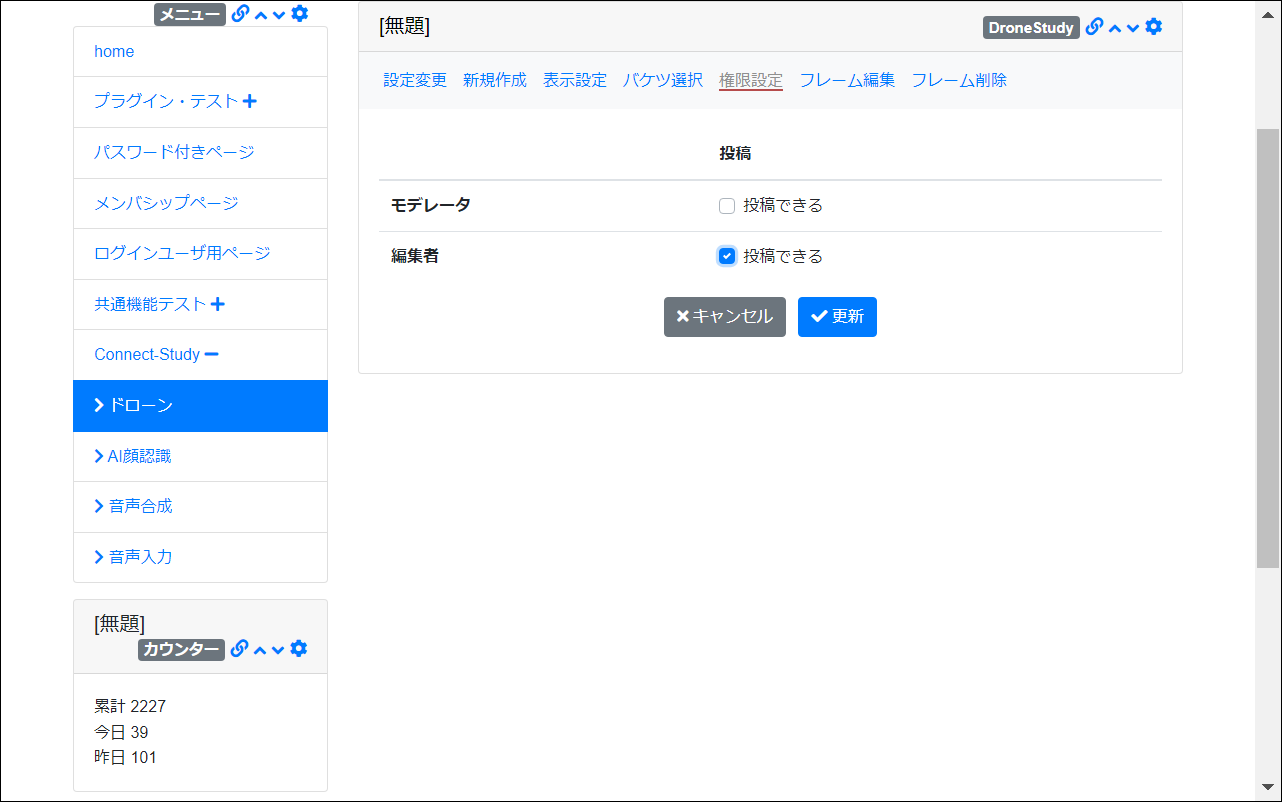 メニュー
home
プラグイン・テスト
パスワード付きページ
メンバシップページ
ログインユーザ用ページ
共通機能テスト
Connect-Study
ドローン
AI顔認識
音声合成
音声入力
[無題]
カウンター
累計 2227
今日 39
昨日 101
[無題]
DroneStudy
設定変更 新規作成 表示設定 バケツ選択 権限設定 フレーム編集 フレーム削除
投稿
モデレータ 投稿できる
編集者 投稿できる
キャンセル 更新